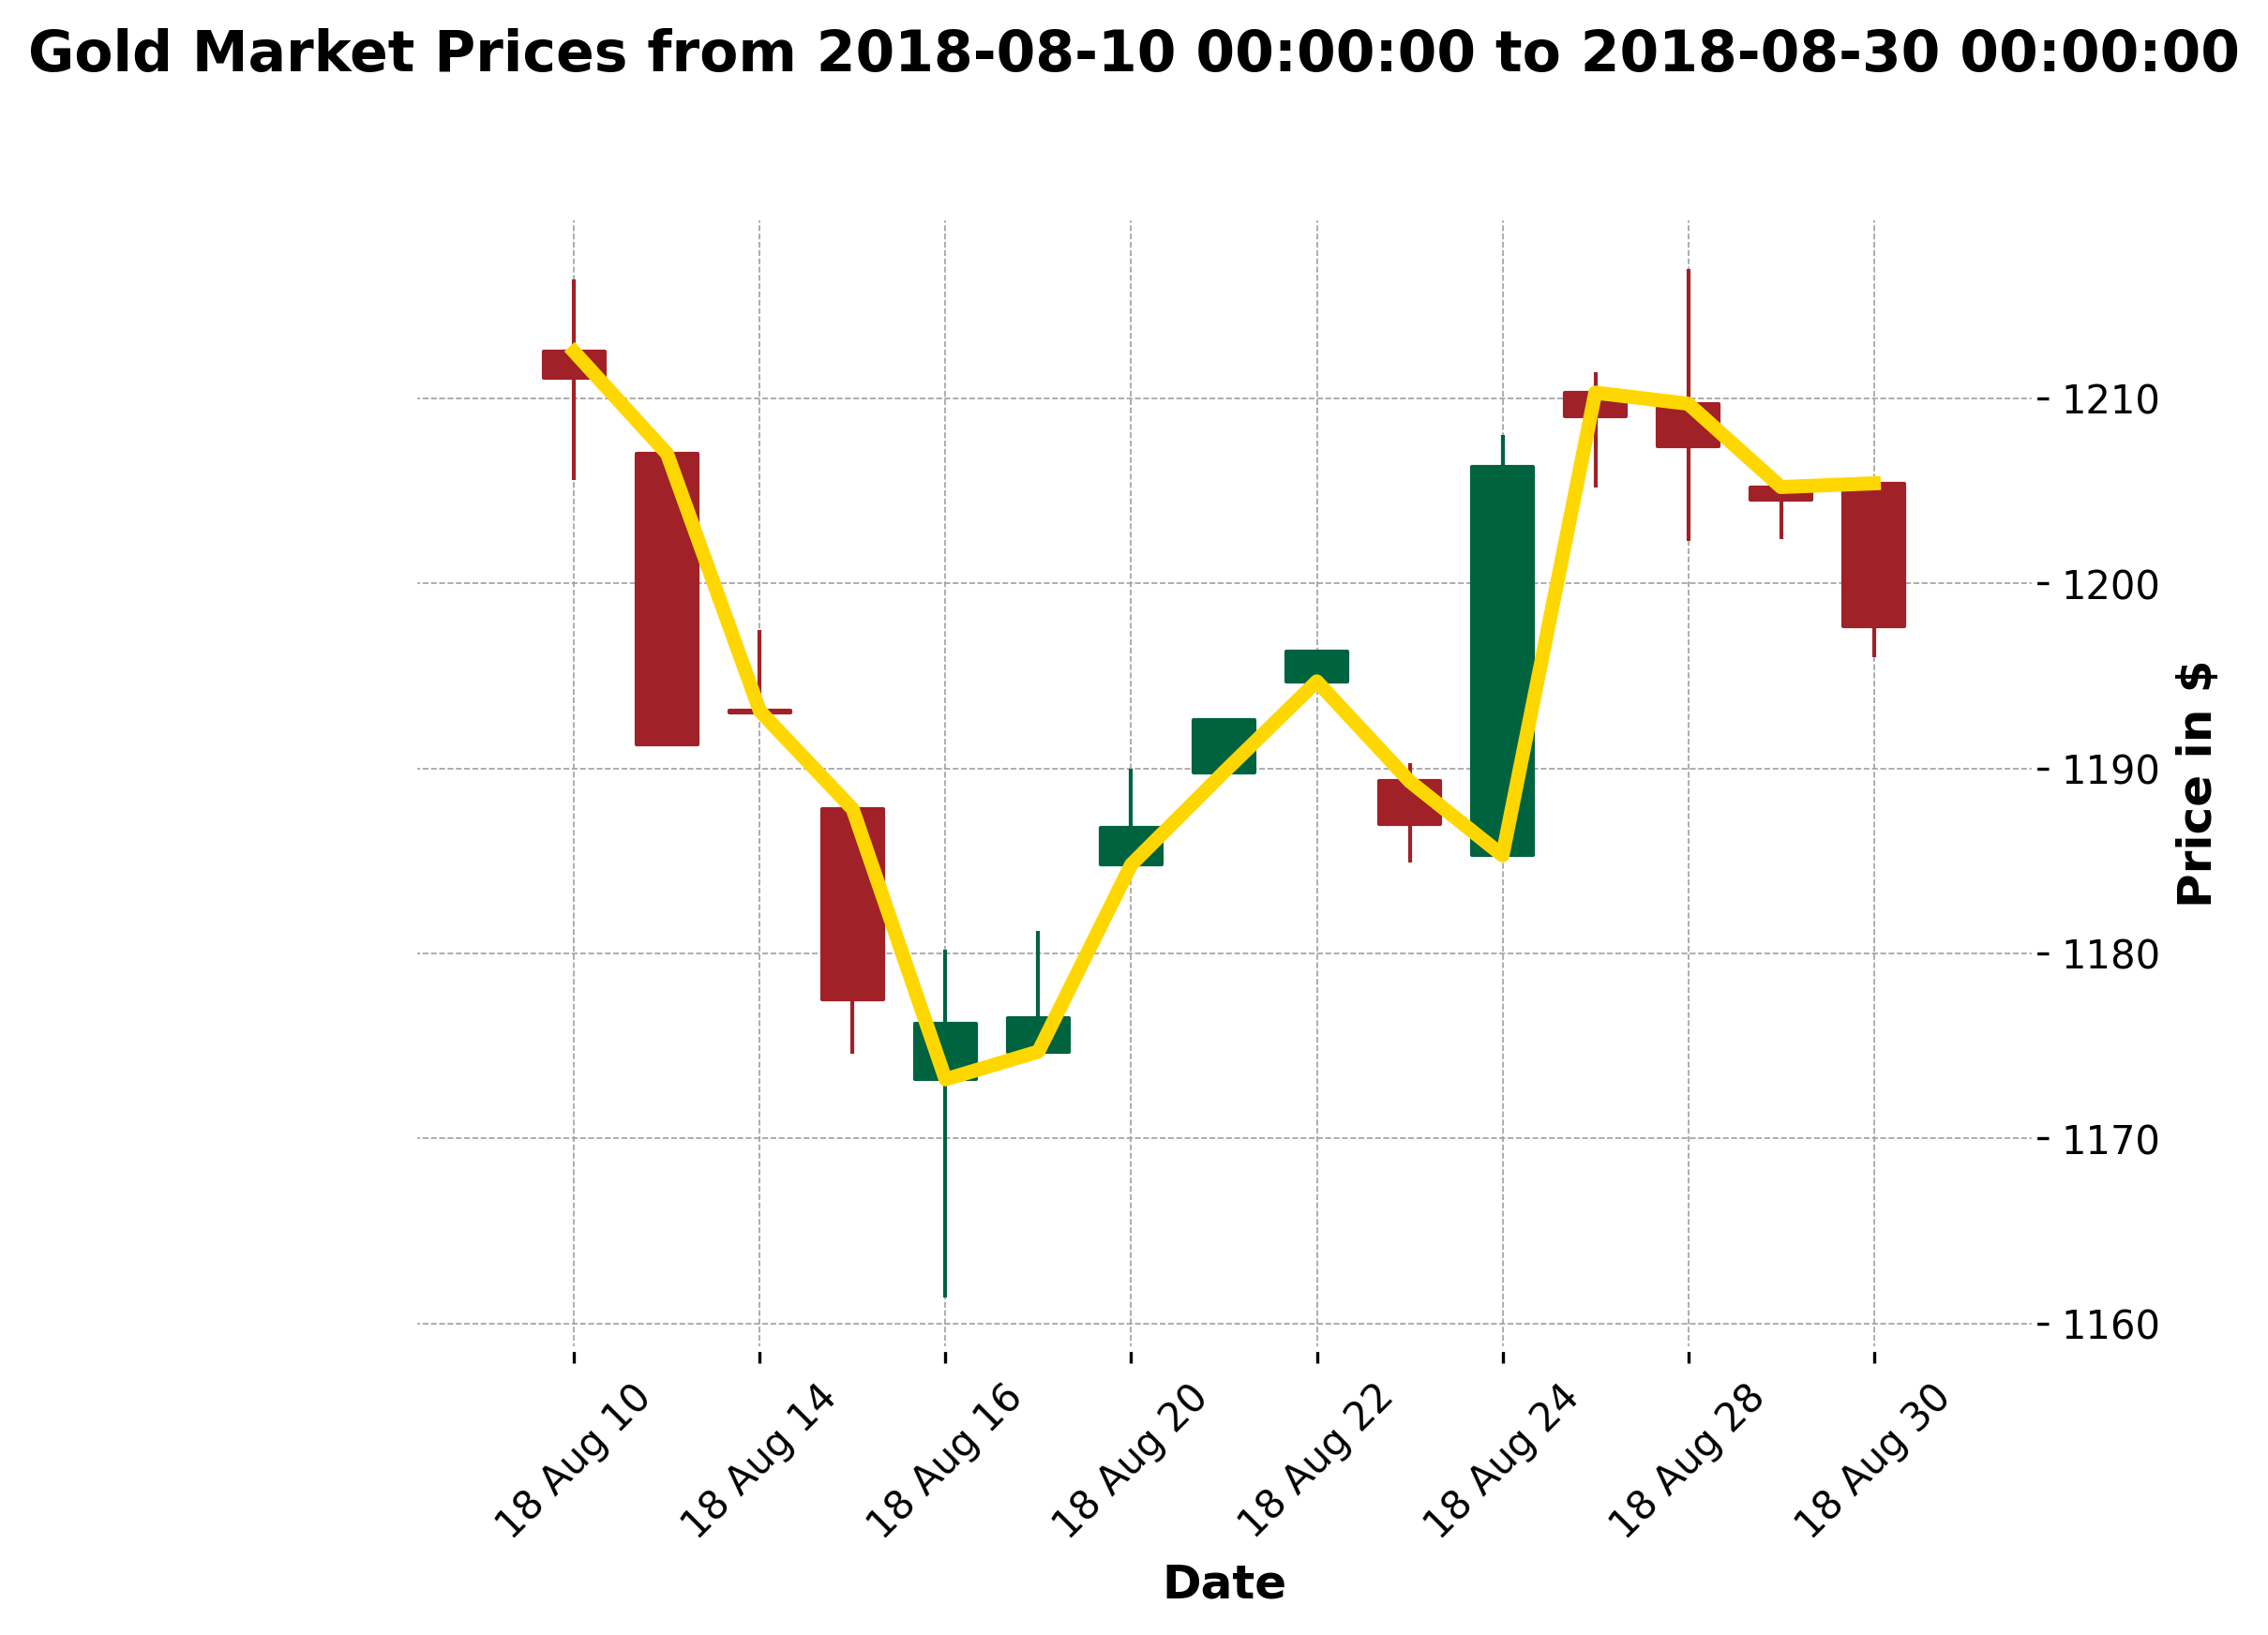 Gold Market Prices from 2018-08-10 00:00:00 to 2018-08-30 00:00:00
1210
1200
1190
1180
1170
1160
Price in $
18 Aug 10
18 Aug 14
18 Aug 16
18 Aug 20
18 Aug 22
18 Aug 24
18 Aug 28
18 Aug 30
Date